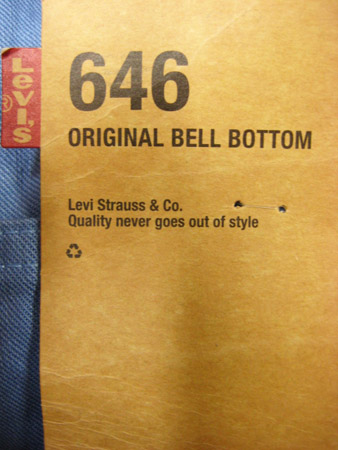 646
ORIGINAL BELL BOTTOM
Levi's
®
Levi Strauss & Co.
Quality never goes out of style